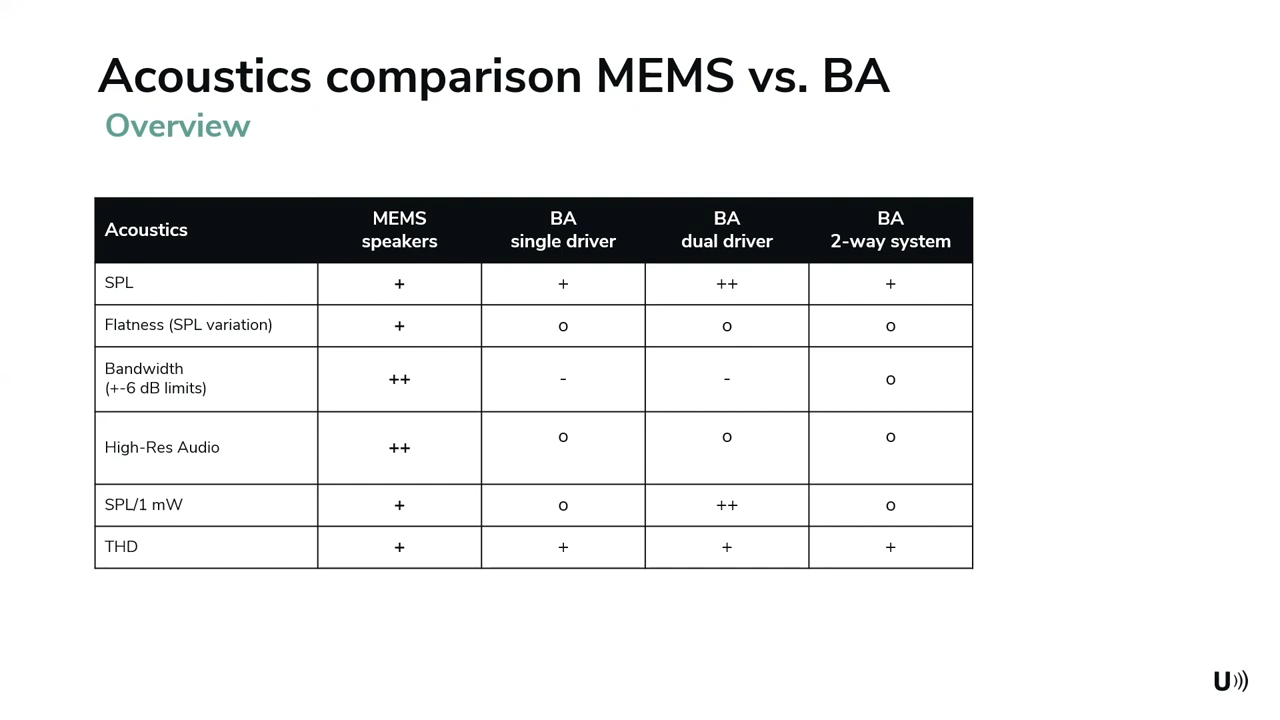 Acoustics comparison MEMS vs. BA
Overview
Acoustics MEMS speakers BA single driver BA dual driver BA 2-way system
SPL + + ++ +
Flatness (SPL variation) + o o o
Bandwidth (+-6 dB limits) ++ - - o
High-Res Audio ++ o o o
SPL/1 mW + o ++ o
THD + + + +
U